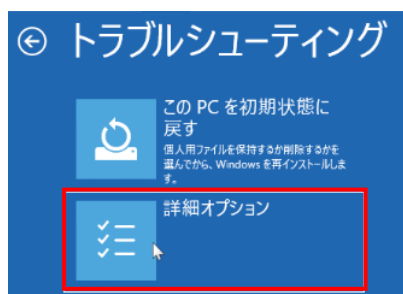 トラブルシューティング
この PC を初期状態に
戻す
個人用ファイルを保持するか削除するかを
選んでから、Windows を再インストールしま
す。
詳細オプション